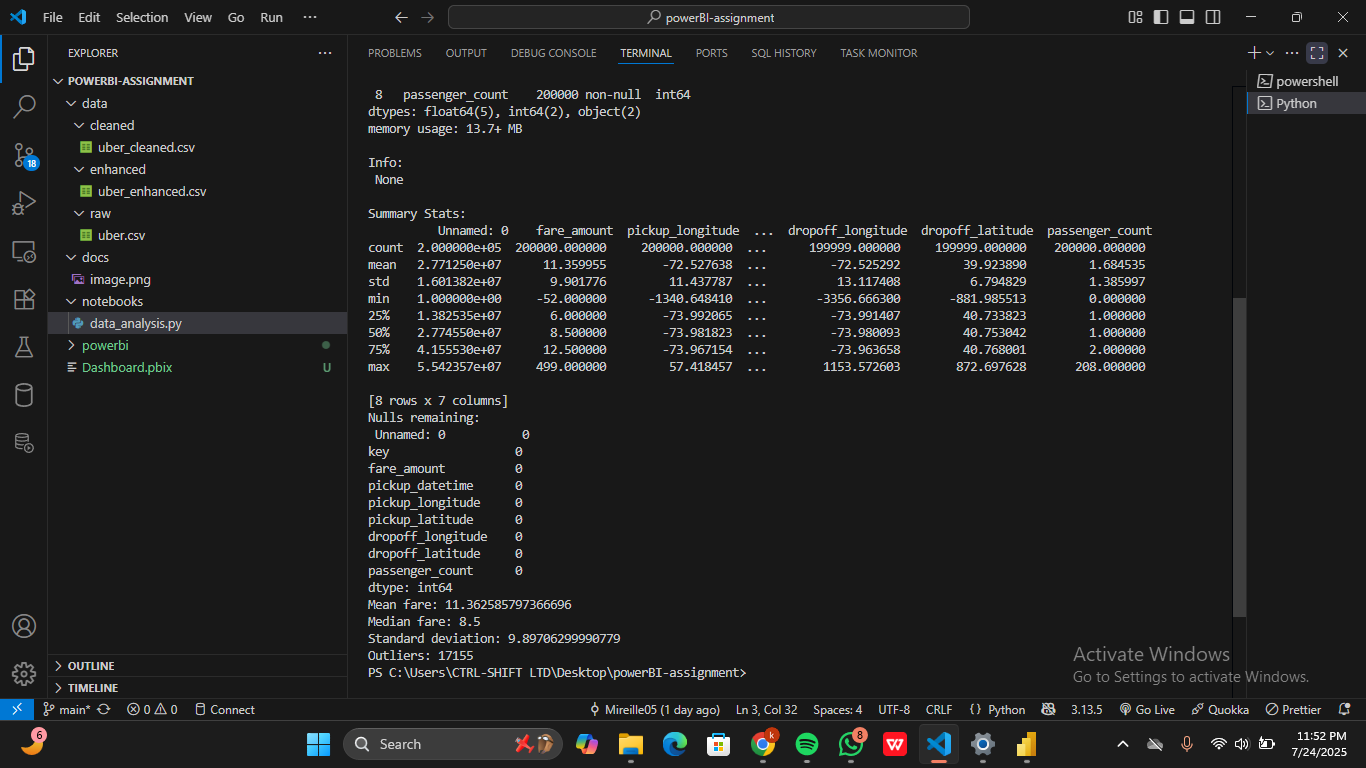 File Edit Selection View Go Run ···
powerBI-assignment
EXPLORER ···
POWERBI-ASSIGNMENT
data
cleaned
uber_cleaned.csv
enhanced
uber_enhanced.csv
raw
uber.csv
docs
image.png
notebooks
data_analysis.py
powerbi
Dashboard.pbix U
OUTLINE
TIMELINE
18
PROBLEMS OUTPUT DEBUG CONSOLE TERMINAL PORTS SQL HISTORY TASK MONITOR
powershell
Python
8 passenger_count 200000 non-null int64
dtypes: float64(5), int64(2), object(2)
memory usage: 13.7+ MB
Info:
None
Summary Stats:
Unnamed: 0 fare_amount pickup_longitude ... dropoff_longitude dropoff_latitude passenger_count
count 2.000000e+05 200000.000000 200000.000000 ... 199999.000000 199999.000000 200000.000000
mean 2.771250e+07 11.359955 -72.527638 ... -72.525292 39.923890 1.684535
std 1.601382e+07 9.901776 11.437787 ... 13.117408 6.794829 1.385997
min 1.000000e+00 -52.000000 -1340.648410 ... -3356.666300 -881.985513 0.000000
25% 1.382535e+07 6.000000 -73.992065 ... -73.991407 40.733823 1.000000
50% 2.774550e+07 8.500000 -73.981823 ... -73.980093 40.753042 1.000000
75% 4.155530e+07 12.500000 -73.967154 ... -73.963658 40.768001 2.000000
max 5.542357e+07 499.000000 57.418457 ... 1153.572603 872.697628 208.000000
[8 rows x 7 columns]
Nulls remaining:
Unnamed: 0 0
key 0
fare_amount 0
pickup_datetime 0
pickup_longitude 0
pickup_latitude 0
dropoff_longitude 0
dropoff_latitude 0
passenger_count 0
dtype: int64
Mean fare: 11.362585797366696
Median fare: 8.5
Standard deviation: 9.89706299990779
Outliers: 17155
PS C:\Users\CTRL-SHIFT LTD\Desktop\powerBI-assignment>
Activate Windows
Go to Settings to activate Windows.
main* 0 0 Connect Mireille05 (1 day ago) Ln 3, Col 32 Spaces: 4 UTF-8 CRLF {} Python 3.13.5 Go Live Quokka Prettier
6
Search
k
8
11:52 PM
7/24/2025